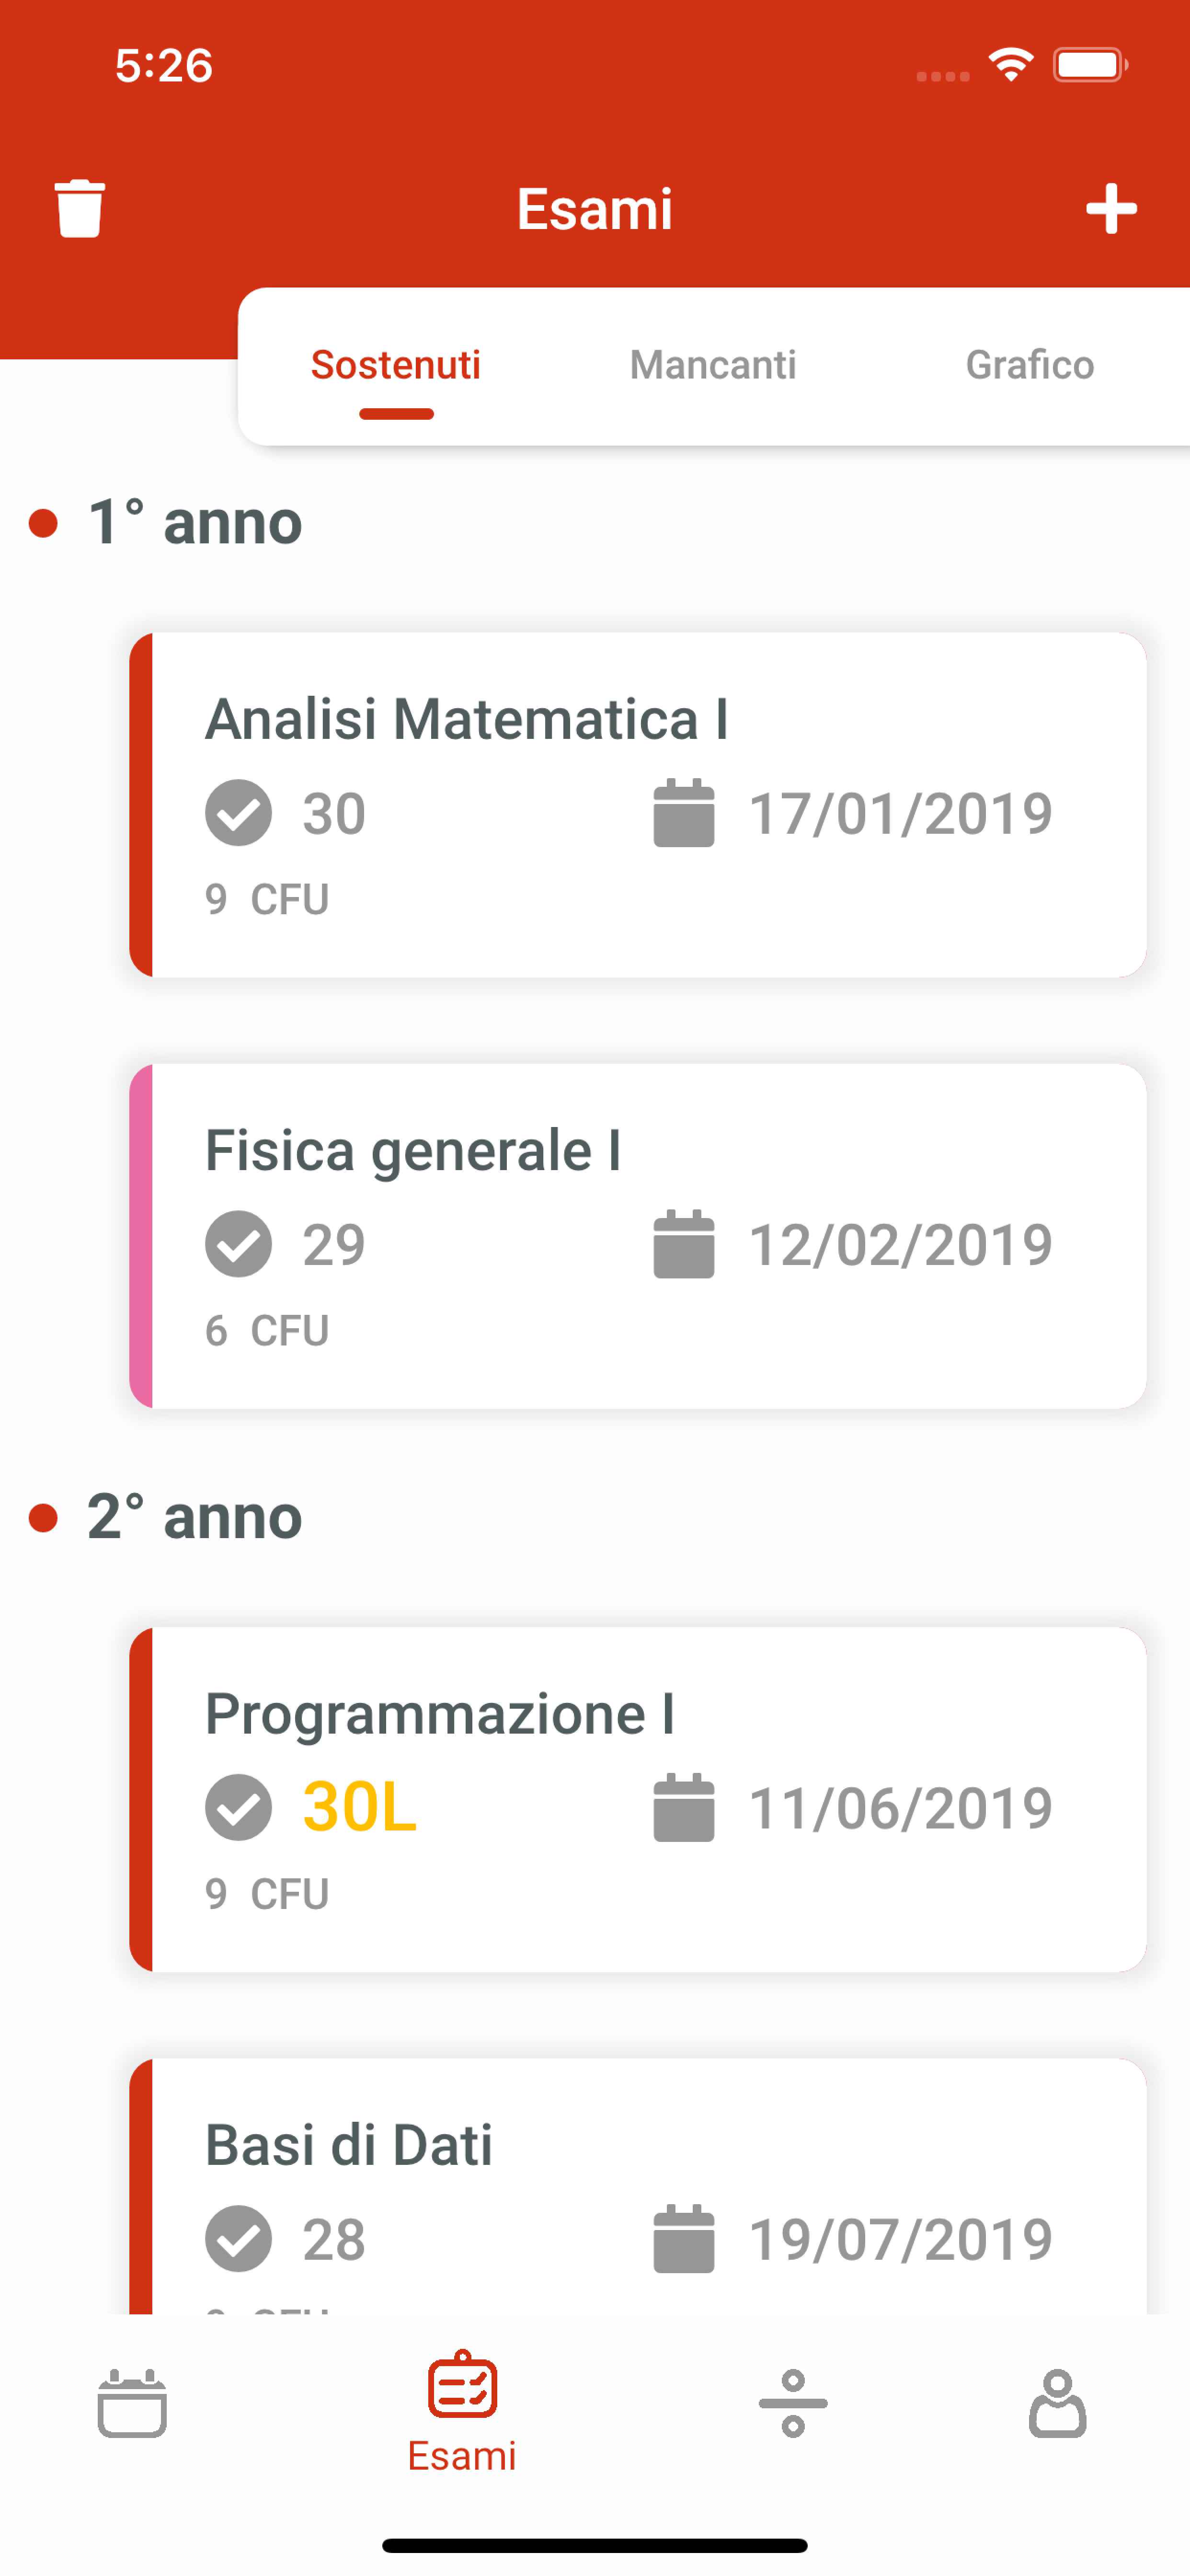 5:26
Esami
Sostenuti Mancanti Grafico
1° anno
Analisi Matematica I
30 17/01/2019
9 CFU
Fisica generale I
29 12/02/2019
6 CFU
2° anno
Programmazione I
30L 11/06/2019
9 CFU
Basi di Dati
28 19/07/2019
CFU
Esami